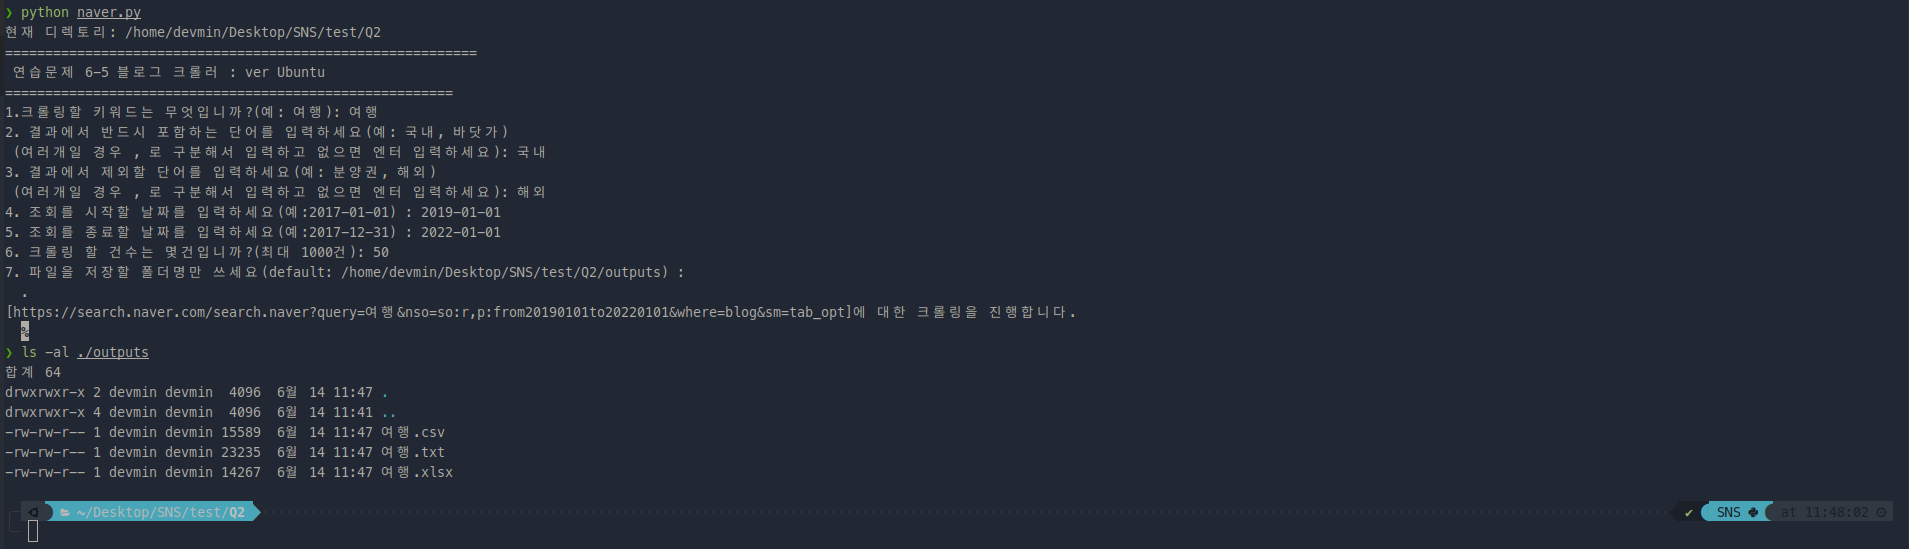 ❯ python naver.py
현재 디렉토리: /home/devmin/Desktop/SNS/test/Q2
===========================================================
 연습문제 6-5 블로그 크롤러 : ver Ubuntu
========================================================
1.크롤링할 키워드는 무엇입니까?(예: 여행): 여행
2. 결과에서 반드시 포함하는 단어를 입력하세요(예: 국내, 바닷가)
 (여러개일 경우 , 로 구분해서 입력하고 없으면 엔터 입력하세요): 국내
3. 결과에서 제외할 단어를 입력하세요(예: 분양권, 해외)
 (여러개일 경우 , 로 구분해서 입력하고 없으면 엔터 입력하세요): 해외
4. 조회를 시작할 날짜를 입력하세요(예:2017-01-01) : 2019-01-01
5. 조회를 종료할 날짜를 입력하세요(예:2017-12-31) : 2022-01-01
6. 크롤링 할 건수는 몇건입니까?(최대 1000건): 50
7. 파일을 저장할 폴더명만 쓰세요(default: /home/devmin/Desktop/SNS/test/Q2/outputs) :
.
[https://search.naver.com/search.naver?query=여행&nso=so:r,p:from20190101to20220101&where=blog&sm=tab_opt]에 대한 크롤링을 진행합니다.
%
❯ ls -al ./outputs
합계 64
drwxrwxr-x 2 devmin devmin  4096  6월 14 11:47 .
drwxrwxr-x 4 devmin devmin  4096  6월 14 11:41 ..
-rw-rw-r-- 1 devmin devmin 15589  6월 14 11:47 여행.csv
-rw-rw-r-- 1 devmin devmin 23235  6월 14 11:47 여행.txt
-rw-rw-r-- 1 devmin devmin 14267  6월 14 11:47 여행.xlsx
~/Desktop/SNS/test/Q2 ✔ SNS at 11:48:02